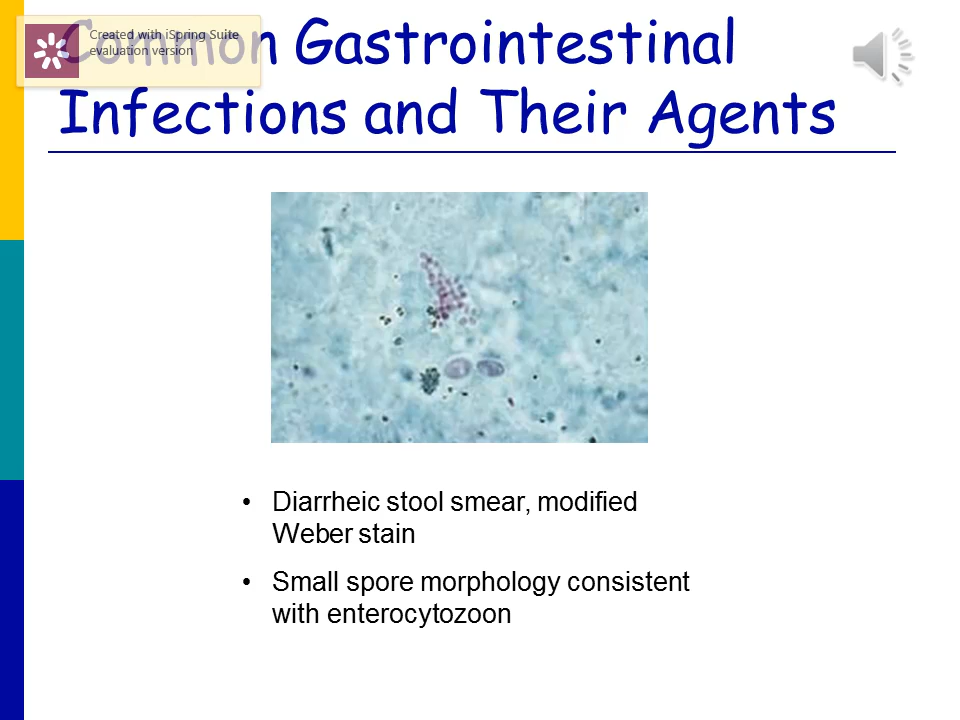 Created with iSpring Suite
evaluation version
Common Gastrointestinal
Infections and Their Agents
• Diarrheic stool smear, modified
Weber stain
• Small spore morphology consistent
with enterocytozoon